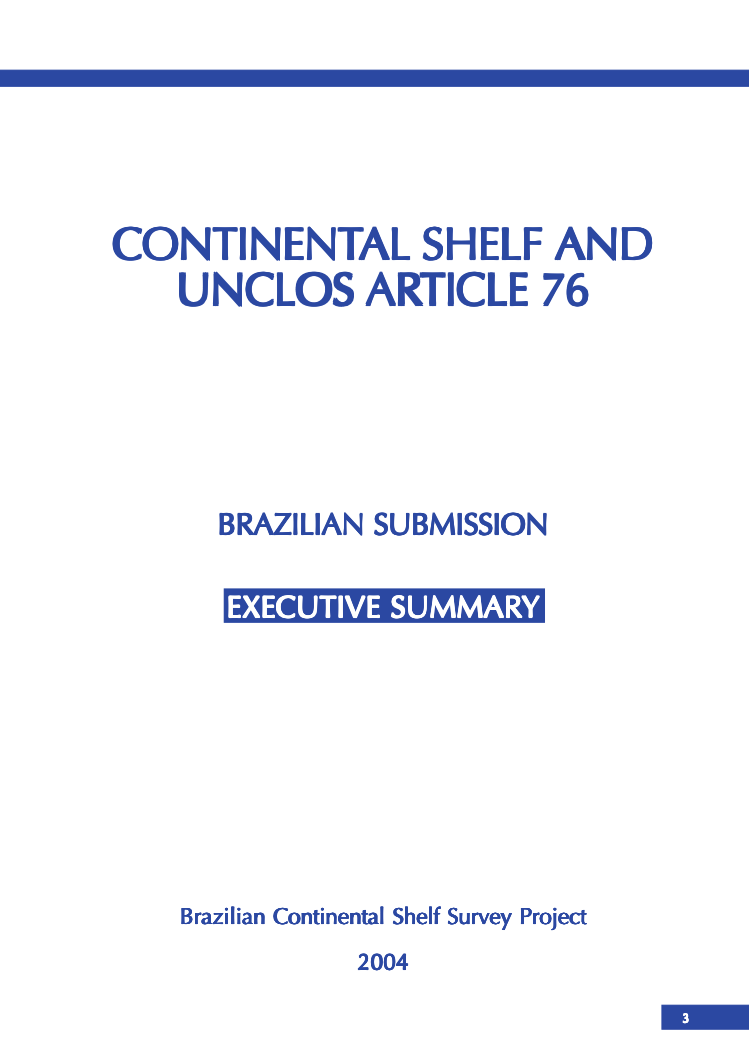 CONTINENTAL SHELF AND
UNCLOS ARTICLE 76
BRAZILIAN SUBMISSION
EXECUTIVE SUMMARY
Brazilian Continental Shelf Survey Project
2004
3